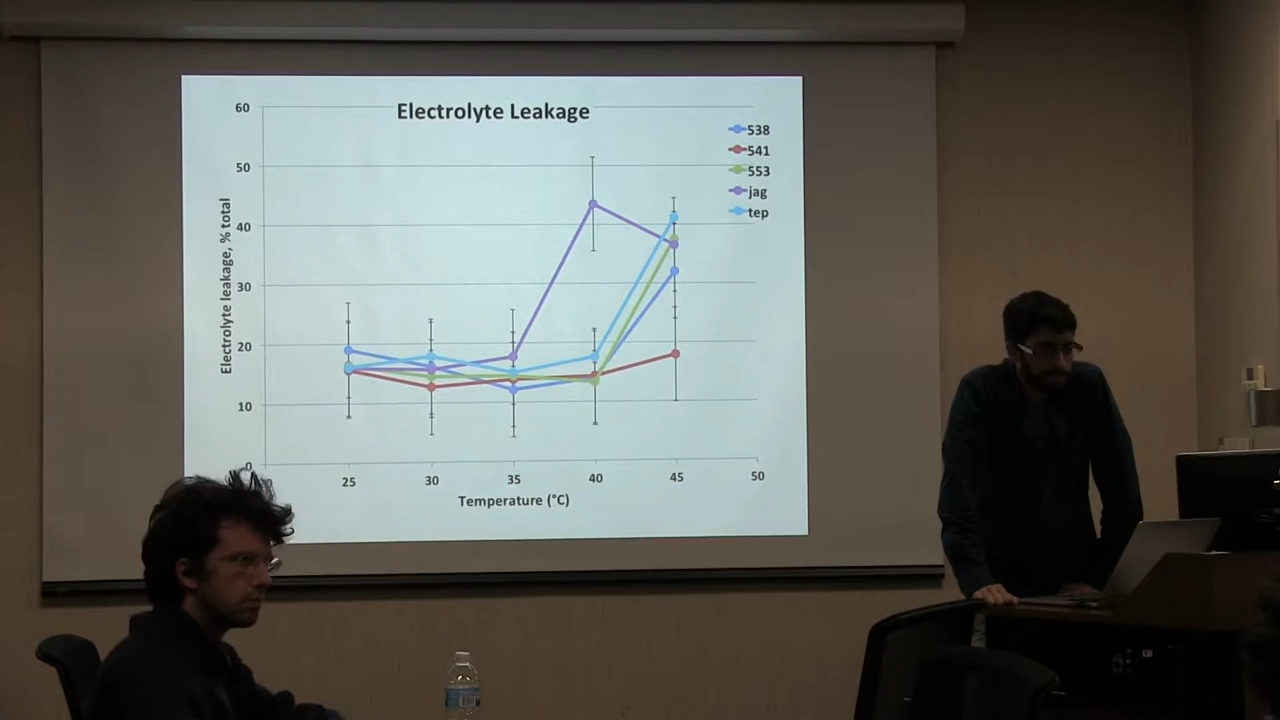 Electrolyte Leakage
60
50
40
30
20
10
0
Electrolyte leakage, % total
538
541
553
jag
tep
25 30 35 40 45 50
Temperature (°C)